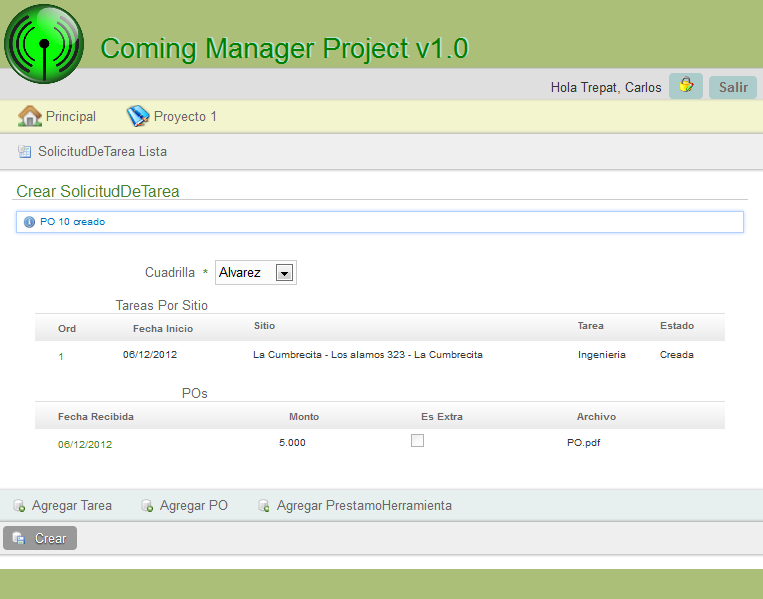 Coming Manager Project v1.0
Hola Trepat, Carlos Salir
Principal Proyecto 1
SolicitudDeTarea Lista
Crear SolicitudDeTarea
PO 10 creado
Cuadrilla * Alvarez
Tareas Por Sitio
Ord Fecha Inicio Sitio Tarea Estado
1 06/12/2012 La Cumbrecita - Los alamos 323 - La Cumbrecita Ingenieria Creada
POs
Fecha Recibida Monto Es Extra Archivo
06/12/2012 5.000 PO.pdf
Agregar Tarea Agregar PO Agregar PrestamoHerramienta
Crear